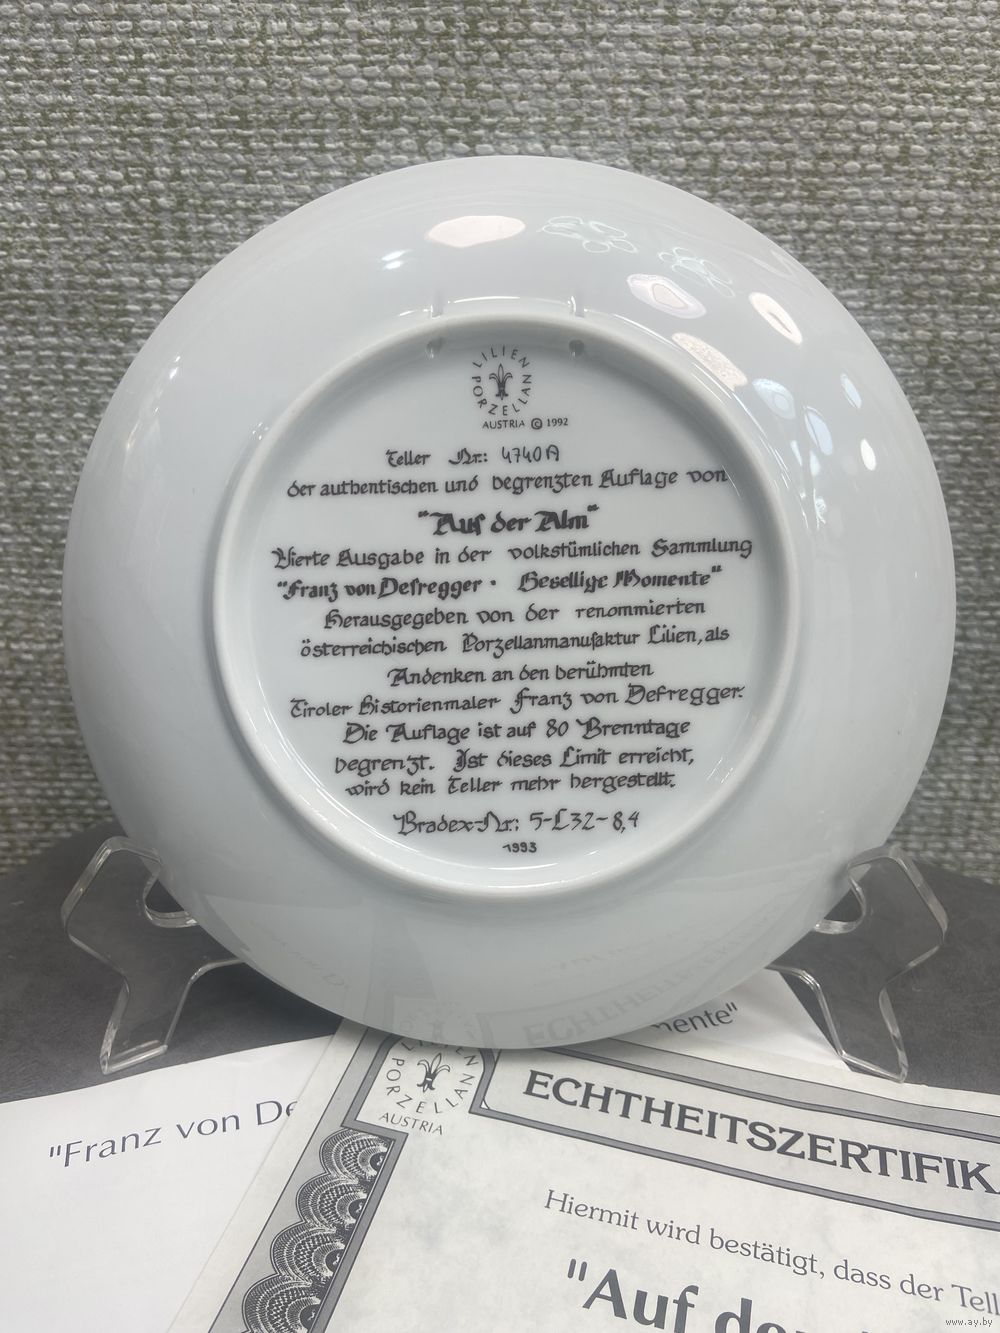 LILIEN PORZELLAN
AUSTRIA © 1992
Teller Nr.: 4740A
der authentischen und begrenzten Auflage von
"Auf der Alm"
Vierte Ausgabe in der volkstümlichen Sammlung
"Franz von Defregger · Gesellige Momente"
Herausgegeben von der renommierten
österreichischen Porzellanmanufaktur Lilien, als
Andenken an den berühmten
Tiroler Historienmaler Franz von Defregger.
Die Auflage ist auf 80 Brenntage
begrenzt. Ist dieses Limit erreicht,
wird kein Teller mehr hergestellt.
Bradex-Nr.: 5-L32-8,4
1993
mente"
"Franz von De
LILIEN PORZELLAN
AUSTRIA
ECHTHEITSZERTIFIK
Hiermit wird bestätigt, dass der Tell
"Auf de
www.ay.by